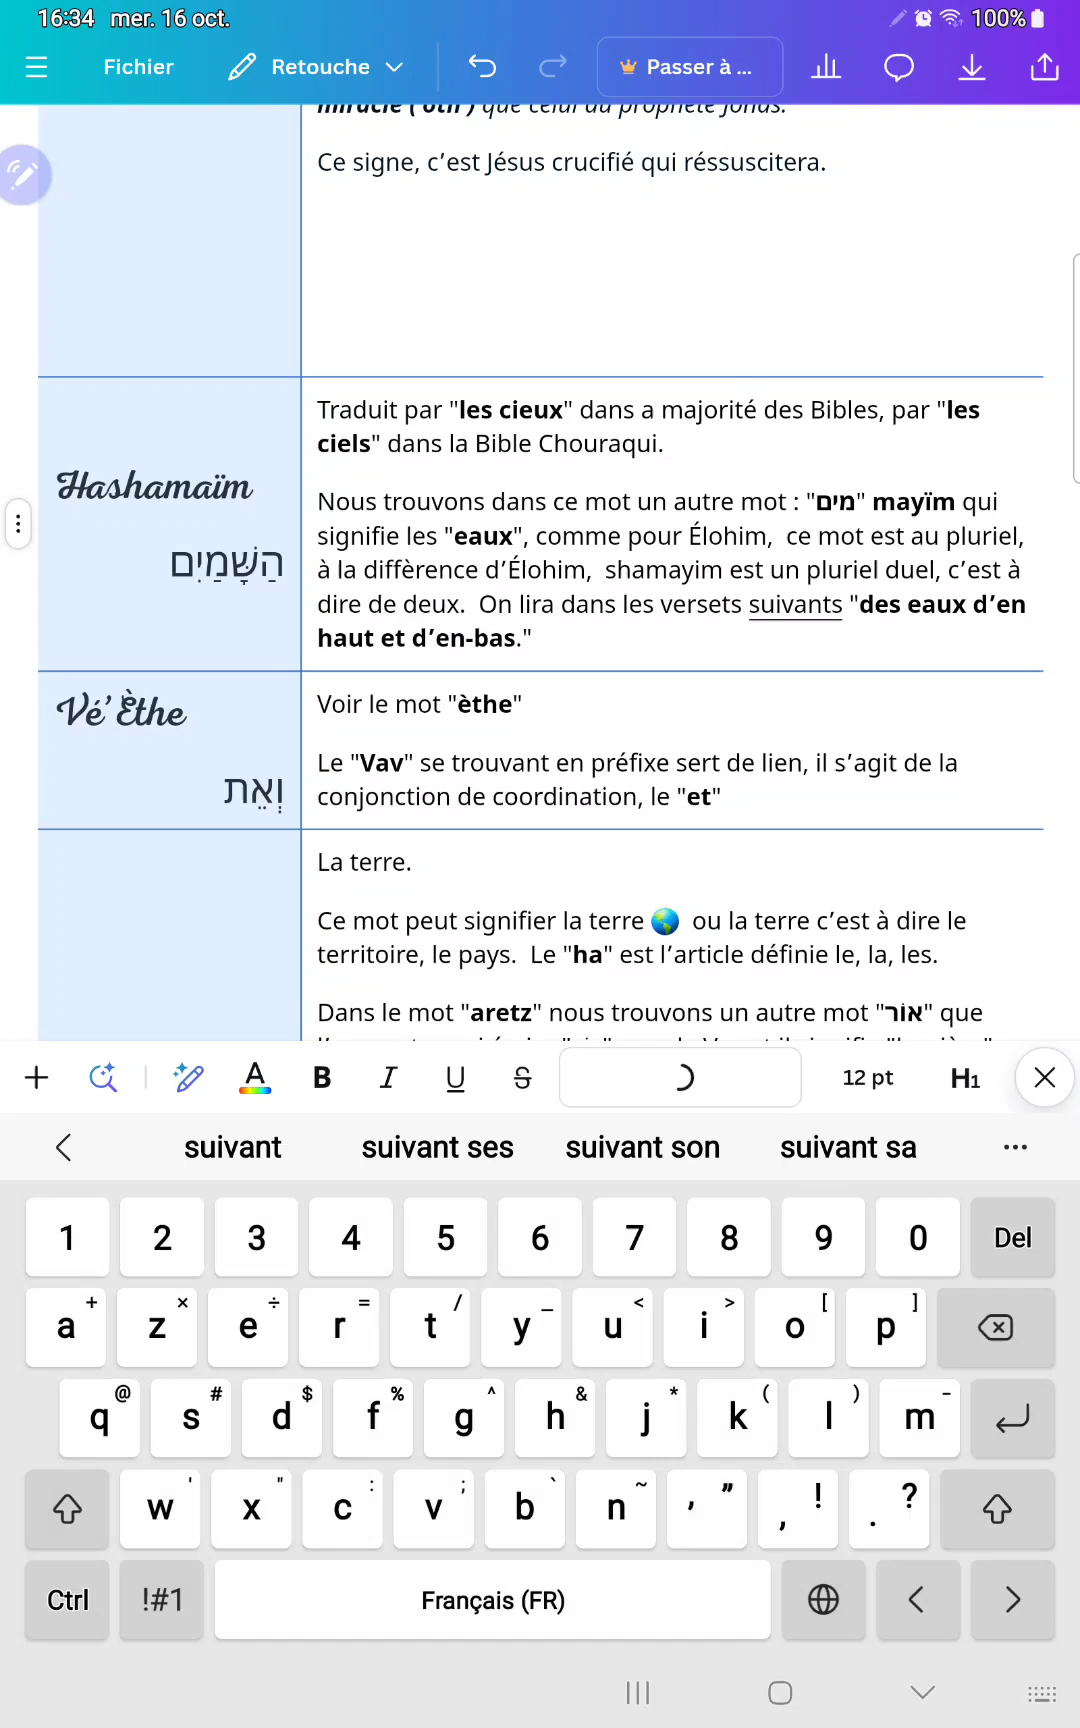 16:34 mer. 16 oct. 100%
Fichier Retouche Passer à ...
miracle ( oth ) que celui du prophète Jonas.
Ce signe, c’est Jésus crucifié qui réssuscitera.
Hashamaïm
הַשָּׁמַיִם
Traduit par "les cieux" dans a majorité des Bibles, par "les
ciels" dans la Bible Chouraqui.
Nous trouvons dans ce mot un autre mot : "מים" mayïm qui
signifie les "eaux", comme pour Élohim, ce mot est au pluriel,
à la diffèrence d’Élohim, shamayim est un pluriel duel, c’est à
dire de deux. On lira dans les versets suivants "des eaux d’en
haut et d’en-bas."
Vé’ Èthe
וְאֵת
Voir le mot "èthe"
Le "Vav" se trouvant en préfixe sert de lien, il s’agit de la
conjonction de coordination, le "et"
La terre.
Ce mot peut signifier la terre 🌎 ou la terre c’est à dire le
territoire, le pays. Le "ha" est l’article définie le, la, les.
Dans le mot "aretz" nous trouvons un autre mot "אוֹר" que
B I U S 12 pt H1
suivant suivant ses suivant son suivant sa ...
1 2 3 4 5 6 7 8 9 0 Del
a + z × e ÷ r = t / y _ u < i > o [ p ]
q @ s # d $ f % g ^ h & j * k ( l ) m -
w ' x " c : v ; b ` n ~ ’ ” , ! . ?
Ctrl !#1 Français (FR) < >